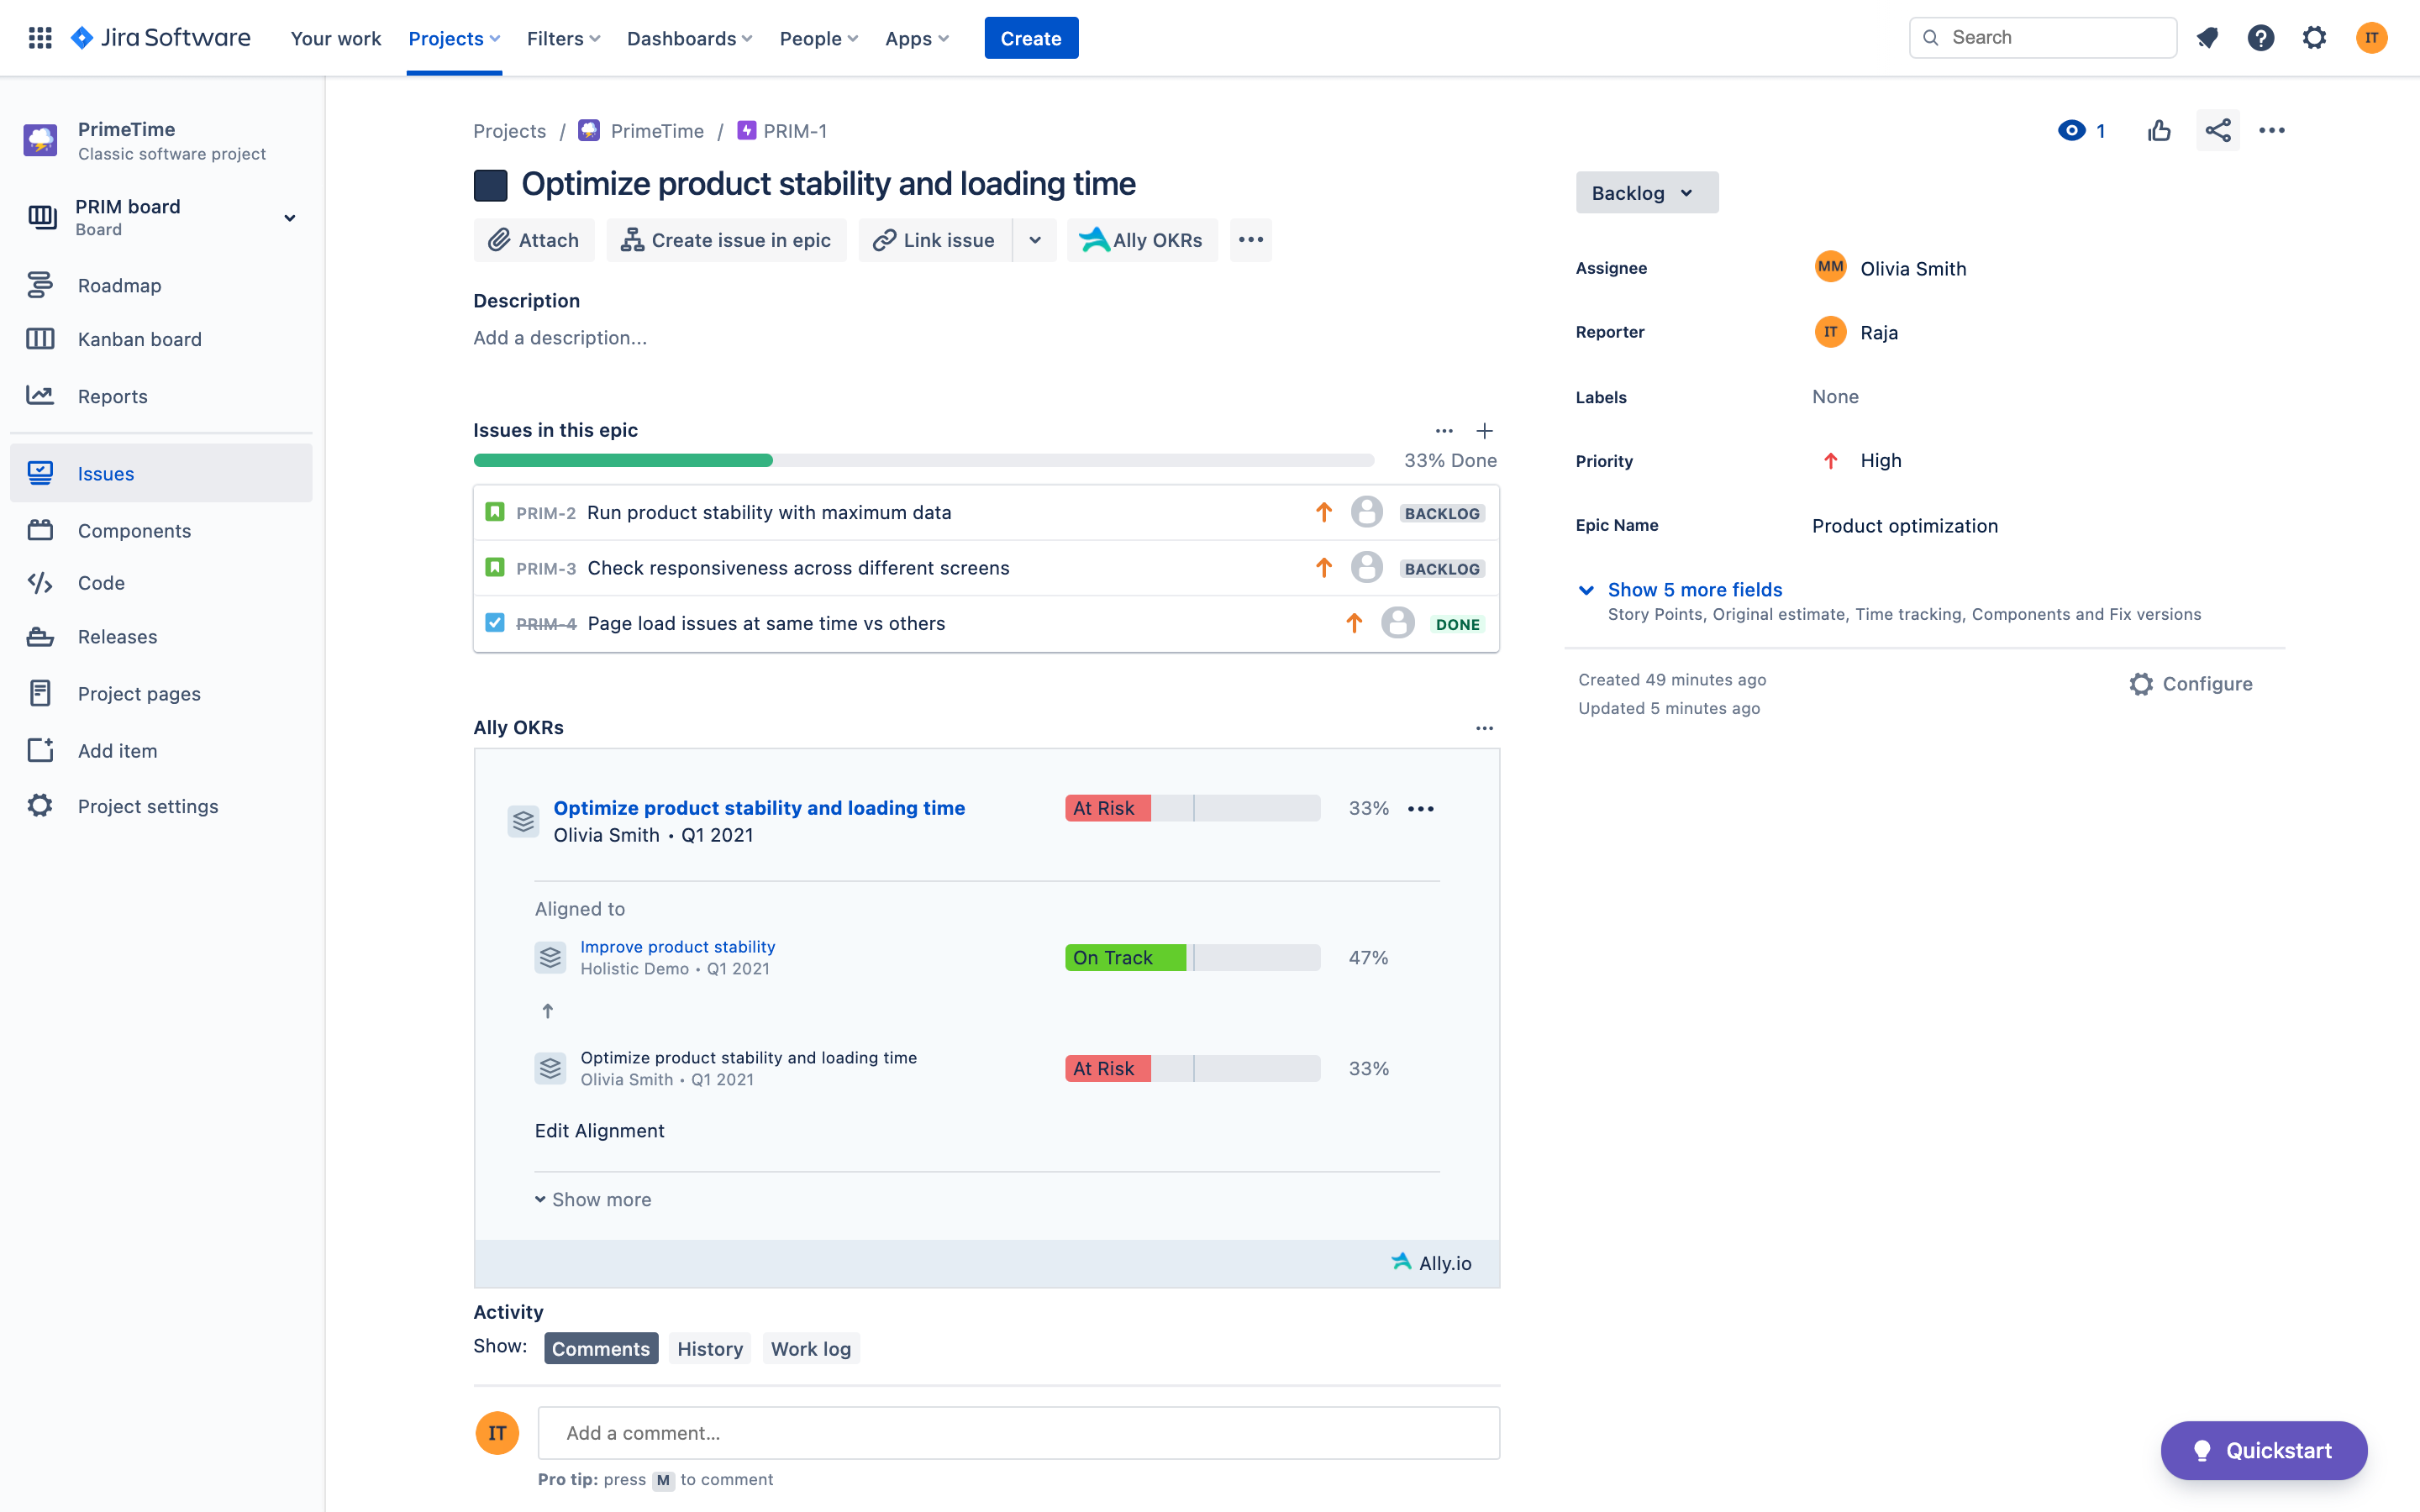 Jira Software Your work Projects Filters Dashboards People Apps Create Search IT
PrimeTime
Classic software project
PRIM board
Board
Roadmap
Kanban board
Reports
Issues
Components
Code
Releases
Project pages
Add item
Project settings
Projects / PrimeTime / PRIM-1
1
Optimize product stability and loading time
Attach Create issue in epic Link issue Ally OKRs
Description
Add a description...
Issues in this epic
33% Done
PRIM-2 Run product stability with maximum data BACKLOG
PRIM-3 Check responsiveness across different screens BACKLOG
PRIM-4 Page load issues at same time vs others DONE
Ally OKRs
Optimize product stability and loading time At Risk 33%
Olivia Smith • Q1 2021
Aligned to
Improve product stability On Track 47%
Holistic Demo • Q1 2021
Optimize product stability and loading time At Risk 33%
Olivia Smith • Q1 2021
Edit Alignment
Show more
Ally.io
Activity
Show: Comments History Work log
IT Add a comment...
Pro tip: press M to comment
Backlog
Assignee MM Olivia Smith
Reporter IT Raja
Labels None
Priority High
Epic Name Product optimization
Show 5 more fields
Story Points, Original estimate, Time tracking, Components and Fix versions
Created 49 minutes ago Configure
Updated 5 minutes ago
Quickstart